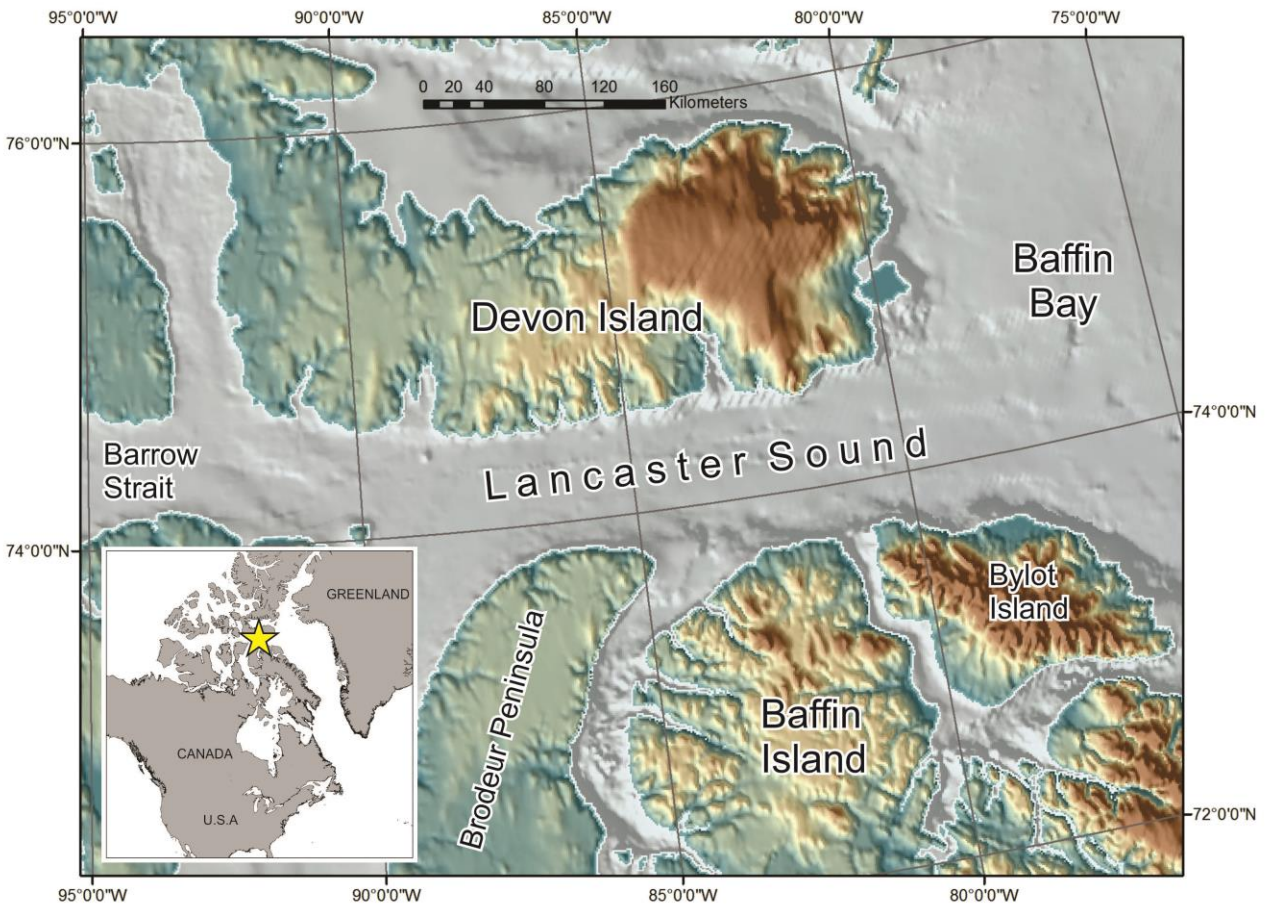 95°0'0"W 90°0'0"W 85°0'0"W 80°0'0"W 75°0'0"W
0 20 40 80 120 160
Kilometers
76°0'0"N
Baffin
Bay
Devon Island
74°0'0"N
Barrow
Strait
Lancaster Sound
74°0'0"N
Bylot
Island
GREENLAND
CANADA
U.S.A
Brodeur Peninsula
Baffin
Island
72°0'0"N
95°0'0"W 90°0'0"W 85°0'0"W 80°0'0"W